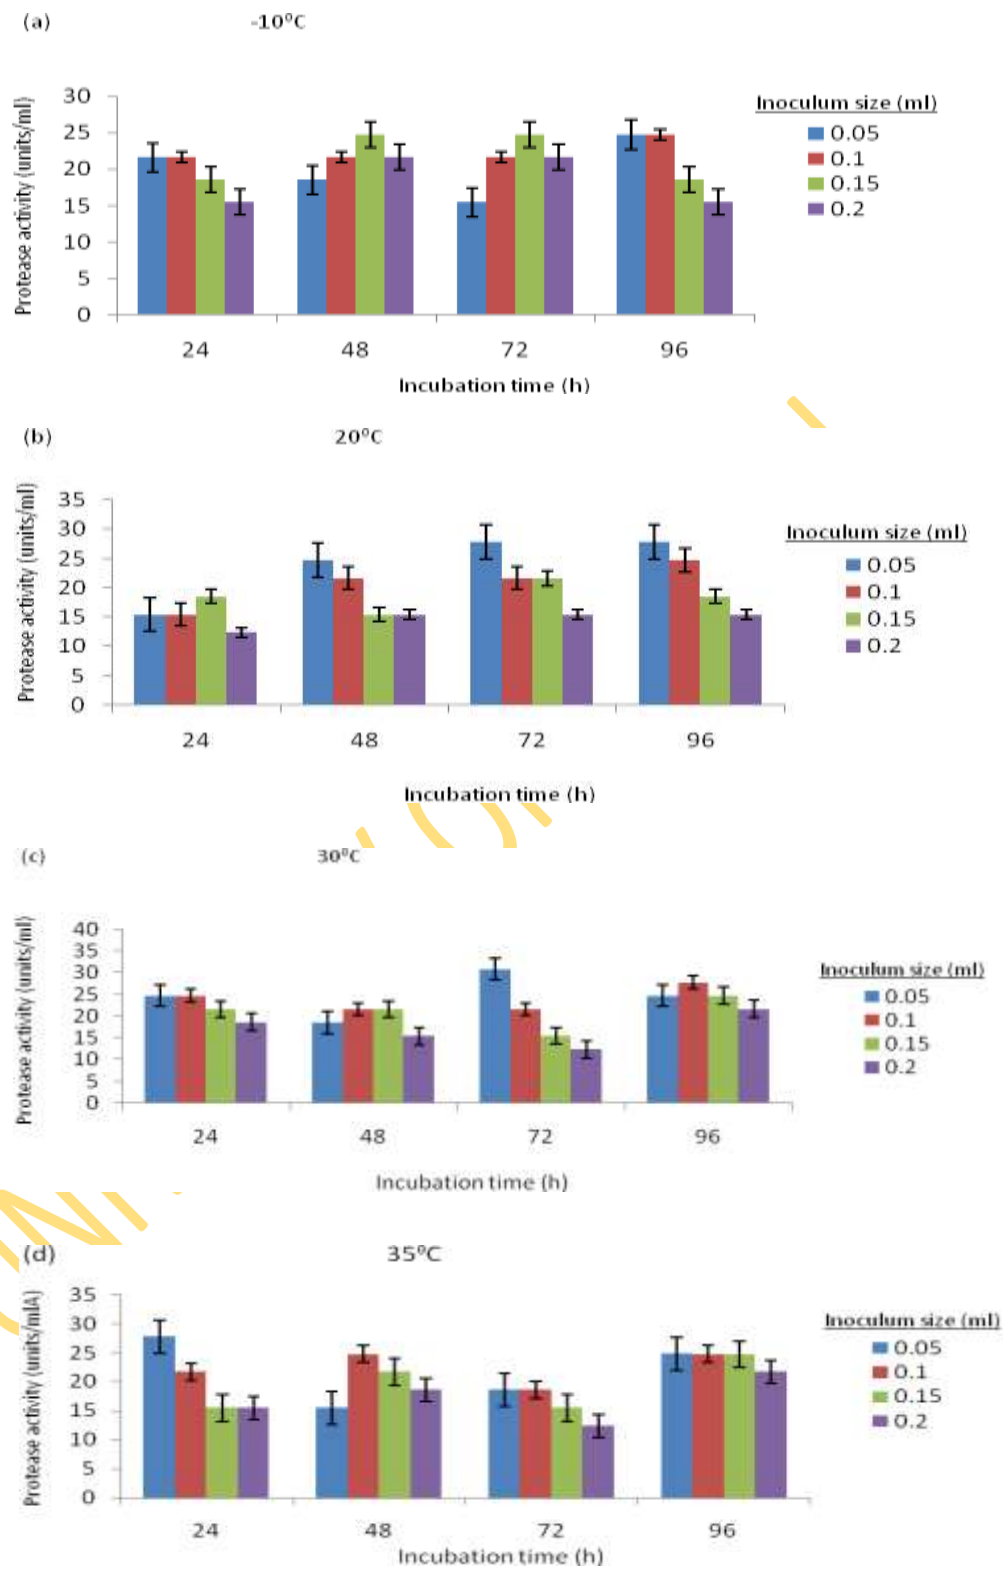 (a)
-10⁰C
Protease activity (units/ml)
30
25
20
15
10
5
0
24 48 72 96
Incubation time (h)
Inoculum size (ml)
0.05
0.1
0.15
0.2
(b)
20⁰C
Protease activity (units/ml)
35
30
25
20
15
10
5
0
24 48 72 96
Incubation time (h)
Inoculum size (ml)
0.05
0.1
0.15
0.2
(c)
30⁰C
Protease activity (units/ml)
40
35
30
25
20
15
10
5
0
24 48 72 96
Incubation time (h)
Inoculum size (ml)
0.05
0.1
0.15
0.2
(d)
35⁰C
Protease activity (units/mlA)
35
30
25
20
15
10
5
0
24 48 72 96
Incubation time (h)
Inoculum size (ml)
0.05
0.1
0.15
0.2